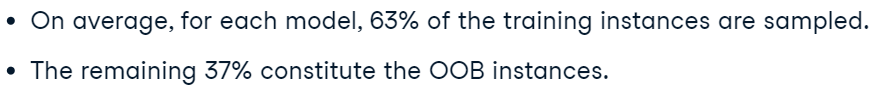 • On average, for each model, 63% of the training instances are sampled.
• The remaining 37% constitute the OOB instances.